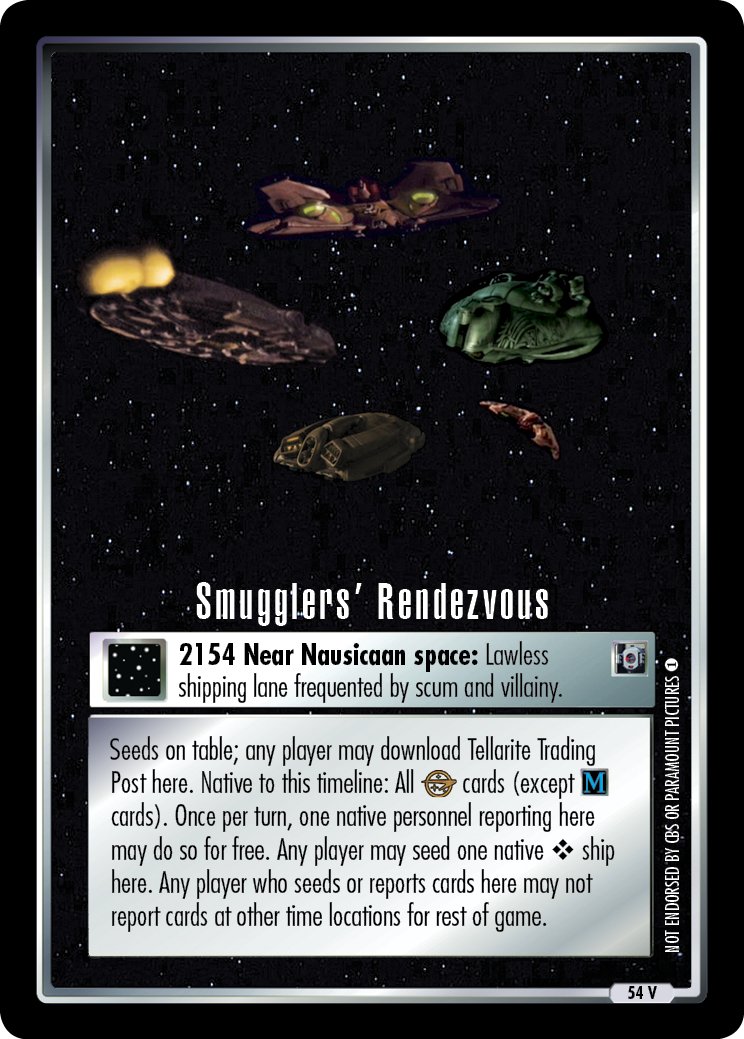 Smugglers’ Rendezvous
2154 Near Nausicaan space: Lawless
shipping lane frequented by scum and villainy.
Seeds on table; any player may download Tellarite Trading
Post here. Native to this timeline: All cards (except M
cards). Once per turn, one native personnel reporting here
may do so for free. Any player may seed one native ❖ ship
here. Any player who seeds or reports cards here may not
report cards at other time locations for rest of game.
NOT ENDORSED BY CBS OR PARAMOUNT PICTURES 1
54 V